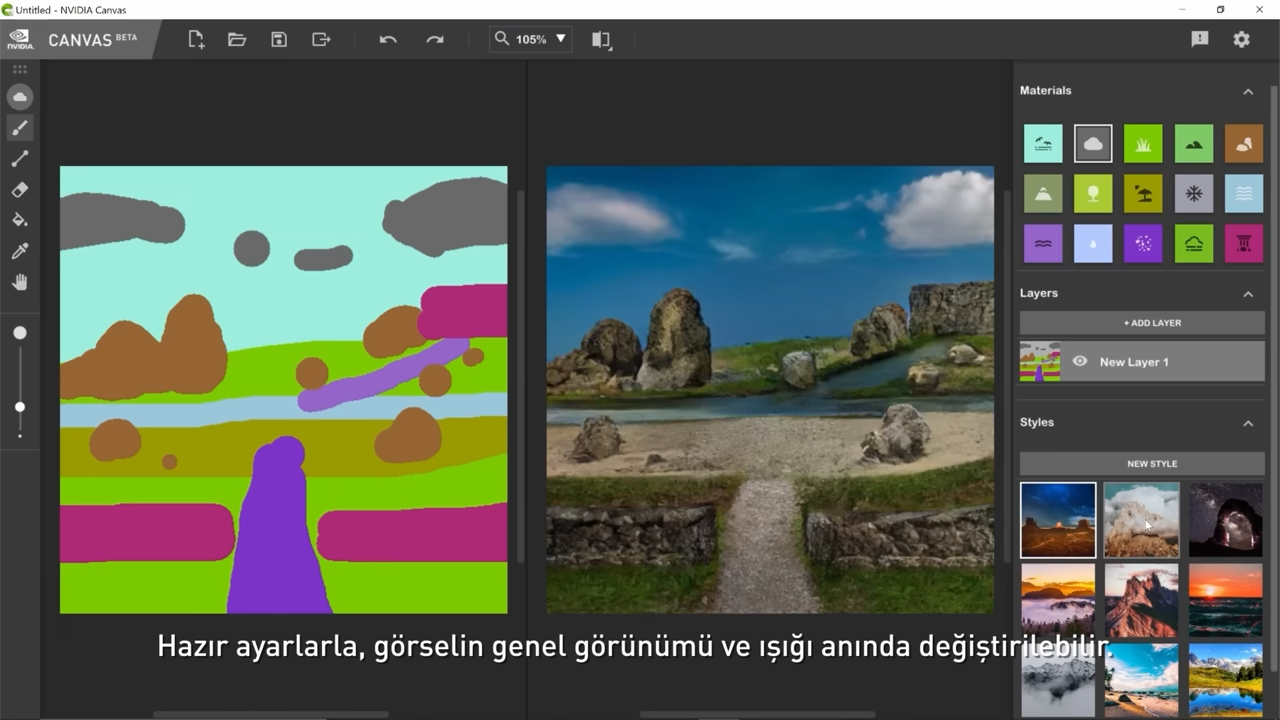 Untitled - NVIDIA Canvas
NVIDIA.
CANVAS BETA
105%
Materials
Layers
+ ADD LAYER
New Layer 1
Styles
NEW STYLE
Hazır ayarlarla, görselin genel görünümü ve ışığı anında değiştirilebilir.